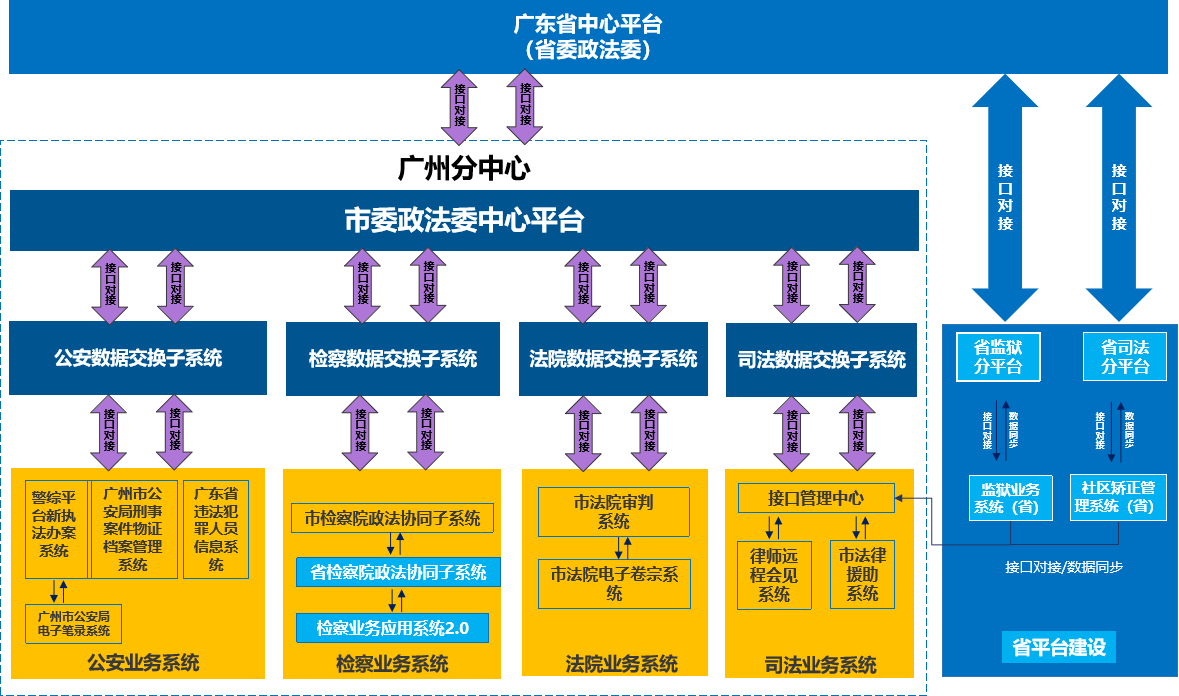 广东省中心平台
（省委政法委）
接口对接
接口对接
接口对接
接口对接
广州分中心
市委政法委中心平台
接口对接
接口对接
接口对接
接口对接
接口对接
接口对接
接口对接
接口对接
公安数据交换子系统
检察数据交换子系统
法院数据交换子系统
司法数据交换子系统
接口对接
接口对接
接口对接
接口对接
接口对接
接口对接
接口对接
接口对接
警综平
台新执
法办案
系统
广州市公
安局刑事
案件物证
档案管理
系统
广东省
违法犯
罪人员
信息系
统
广州市公安局
电子笔录系统
公安业务系统
市检察院政法协同子系统
省检察院政法协同子系统
检察业务应用系统2.0
检察业务系统
市法院审判
系统
市法院电子卷宗系
统
法院业务系统
接口管理中心
律师远
程会见
系统
市法律
援助
系统
司法业务系统
省监狱
分平台
省司法
分平台
接口对接
数据同步
接口对接
数据同步
监狱业务
系统（省）
社区矫正管
理系统（省）
接口对接/数据同步
省平台建设